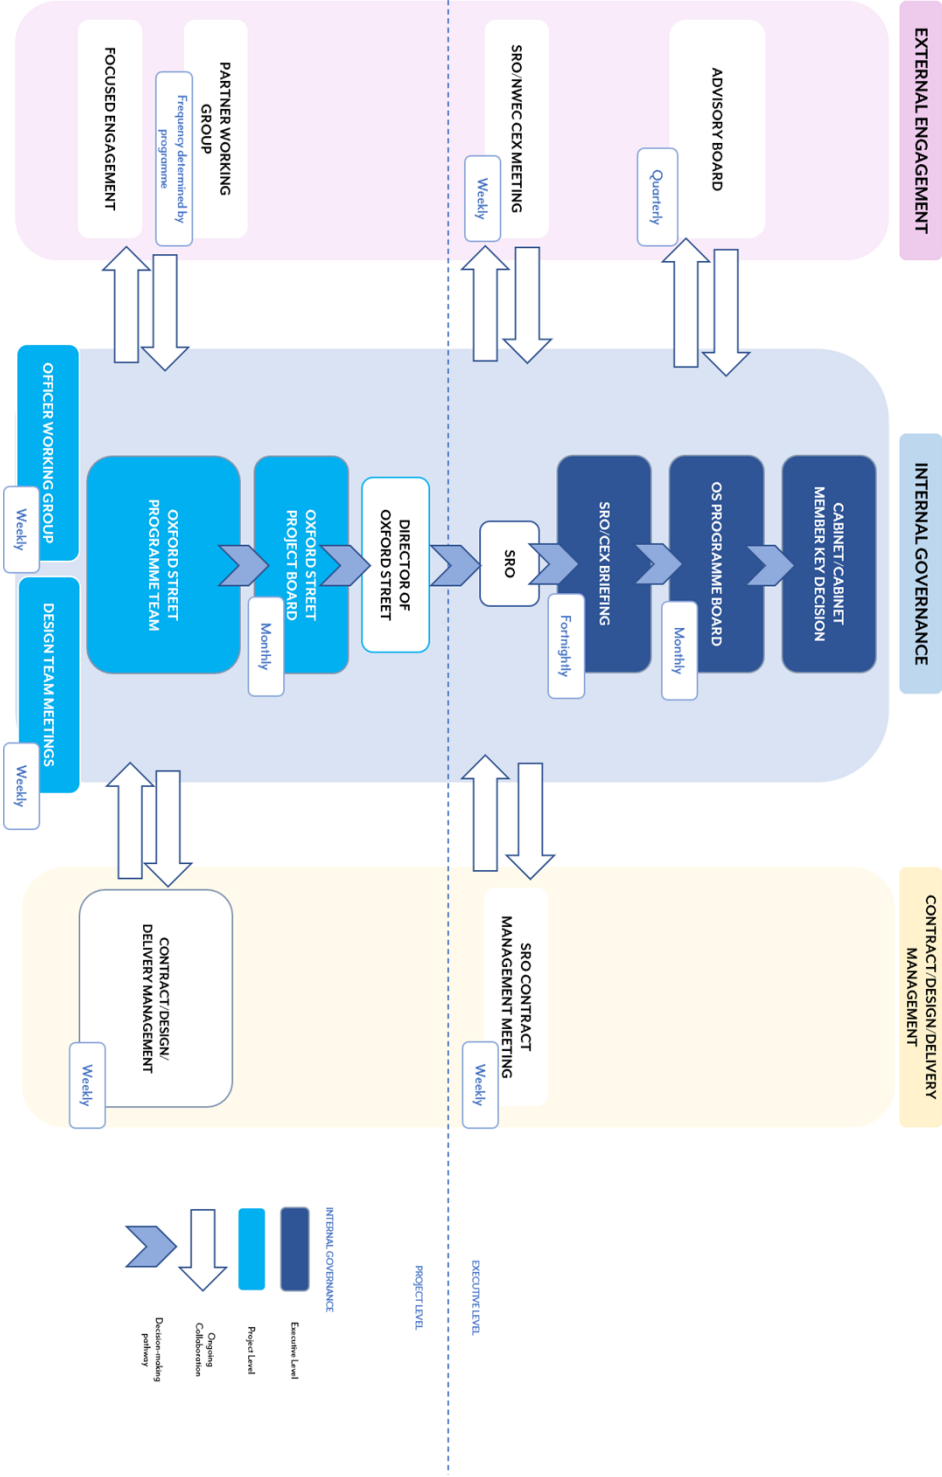 EXTERNAL ENGAGEMENT
INTERNAL GOVERNANCE
CONTRACT/DESIGN/DELIVERY
MANAGEMENT
ADVISORY BOARD
Quarterly
CABINET/CABINET
MEMBER KEY DECISION
OS PROGRAMME BOARD
Monthly
SRO/CEX BRIEFING
Fortnightly
SRO/NWEC CEX MEETING
Weekly
SRO
SRO CONTRACT
MANAGEMENT MEETING
Weekly
EXECUTIVE LEVEL
PROJECT LEVEL
DIRECTOR OF
OXFORD STREET
OXFORD STREET
PROJECT BOARD
Monthly
PARTNER WORKING
GROUP
Frequency determined by
programme
FOCUSED ENGAGEMENT
OXFORD STREET
PROGRAMME TEAM
CONTRACT/DESIGN/
DELIVERY MANAGEMENT
Weekly
OFFICER WORKING GROUP
Weekly
DESIGN TEAM MEETINGS
Weekly
INTERNAL GOVERNANCE
Executive Level
Project Level
Ongoing
Collaboration
Decision-making
pathway